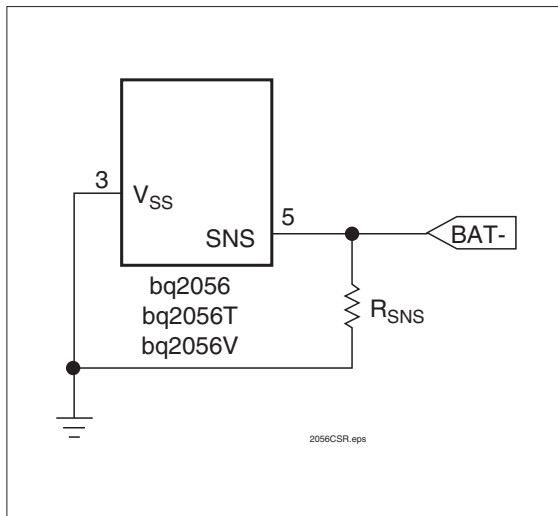 3
VSS
5
SNS
BAT-
bq2056
bq2056T
bq2056V
RSNS
2056CSR.eps